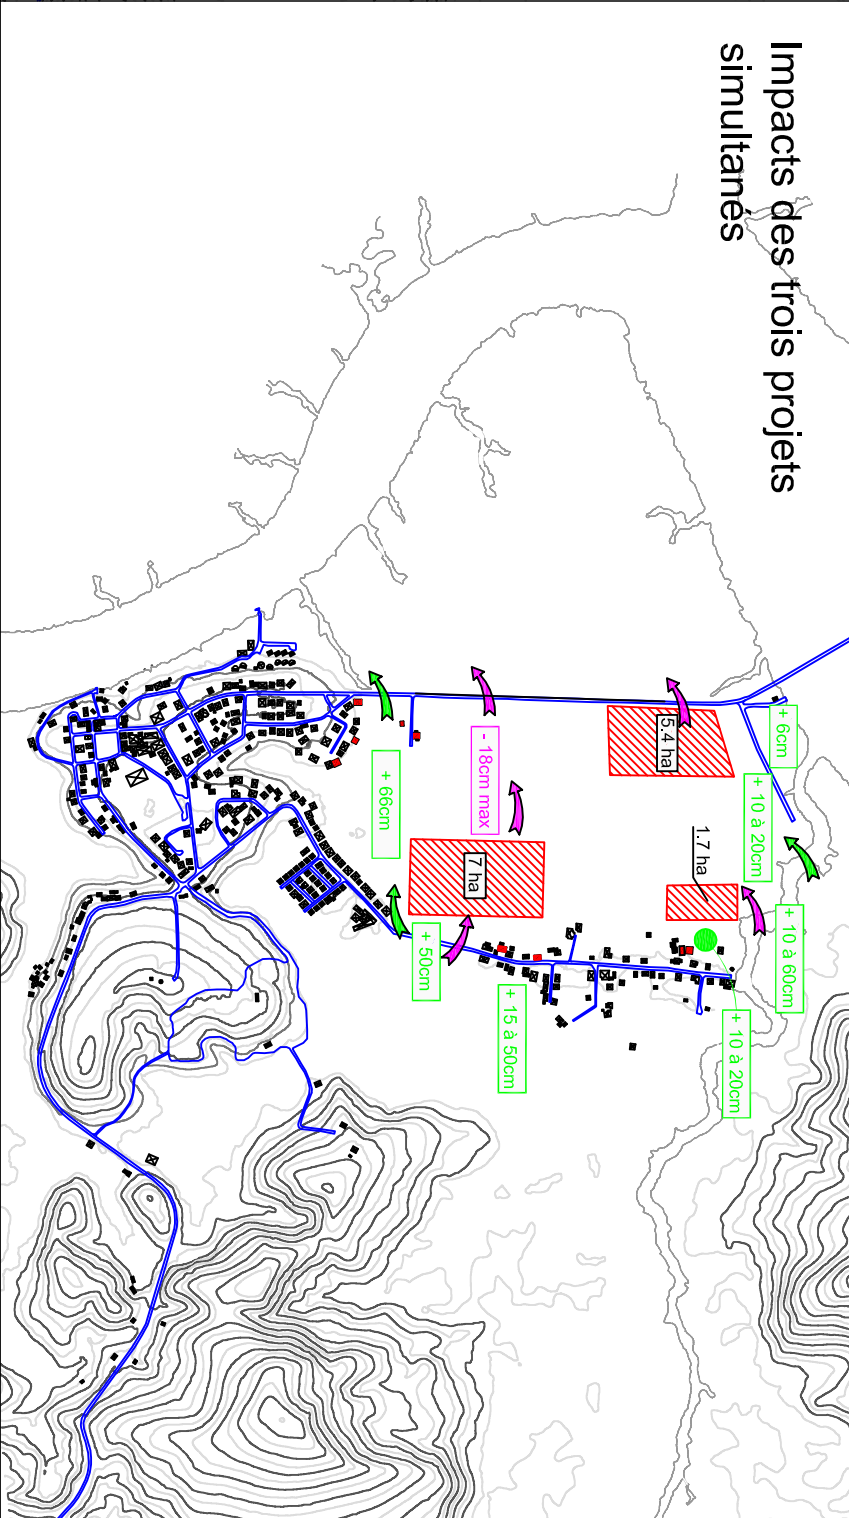 Impacts des trois projets
simultanés
+ 6cm
+ 10 à 20cm
5.4 ha
1.7 ha
+ 10 à 60cm
- 18cm max
+ 66cm
7 ha
+ 50cm
+ 15 à 50cm
+ 10 à 20cm